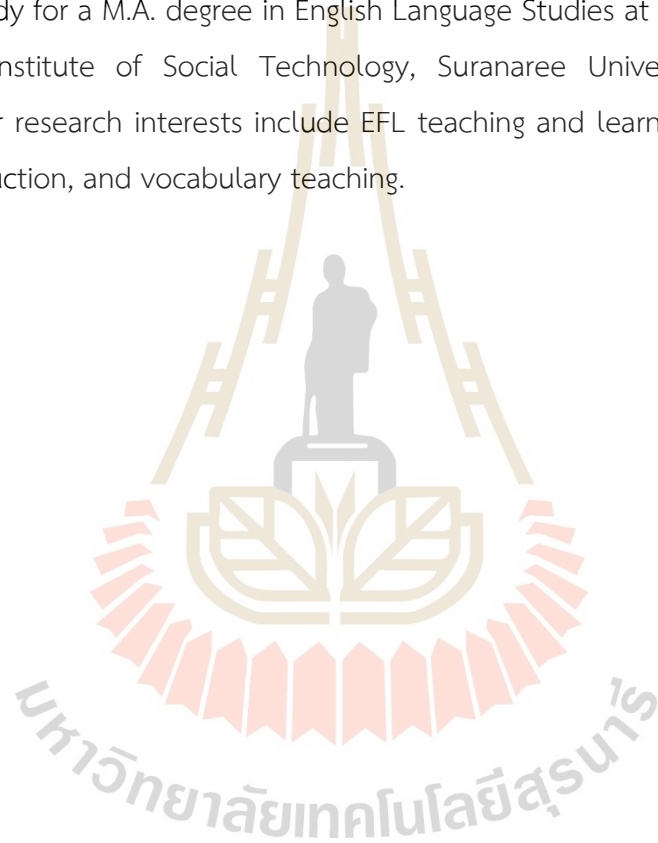 dy for a M.A. degree in English Language Studies at
nstitute of Social Technology, Suranaree Unive
r research interests include EFL teaching and learn
uction, and vocabulary teaching.
มหาวิทยาลัยเทคโนโลยีสุรนารี